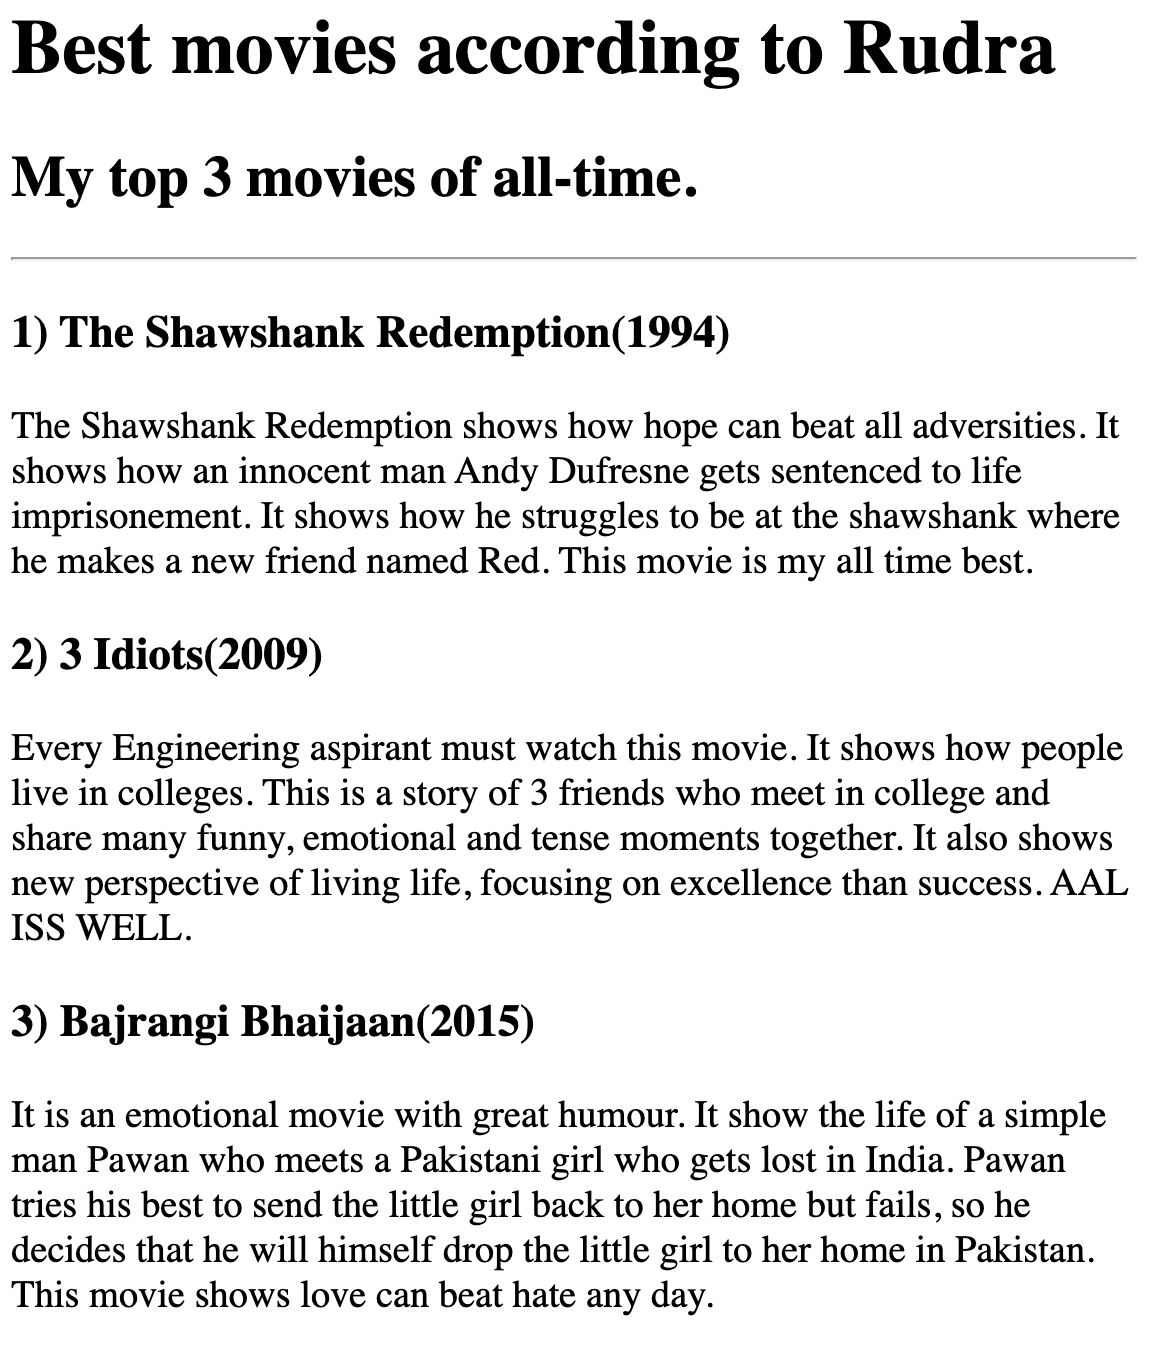 Best movies according to Rudra
My top 3 movies of all-time.
1) The Shawshank Redemption(1994)
The Shawshank Redemption shows how hope can beat all adversities. It
shows how an innocent man Andy Dufresne gets sentenced to life
imprisonement. It shows how he struggles to be at the shawshank where
he makes a new friend named Red. This movie is my all time best.
2) 3 Idiots(2009)
Every Engineering aspirant must watch this movie. It shows how people
live in colleges. This is a story of 3 friends who meet in college and
share many funny, emotional and tense moments together. It also shows
new perspective of living life, focusing on excellence than success. AAL
ISS WELL.
3) Bajrangi Bhaijaan(2015)
It is an emotional movie with great humour. It show the life of a simple
man Pawan who meets a Pakistani girl who gets lost in India. Pawan
tries his best to send the little girl back to her home but fails, so he
decides that he will himself drop the little girl to her home in Pakistan.
This movie shows love can beat hate any day.